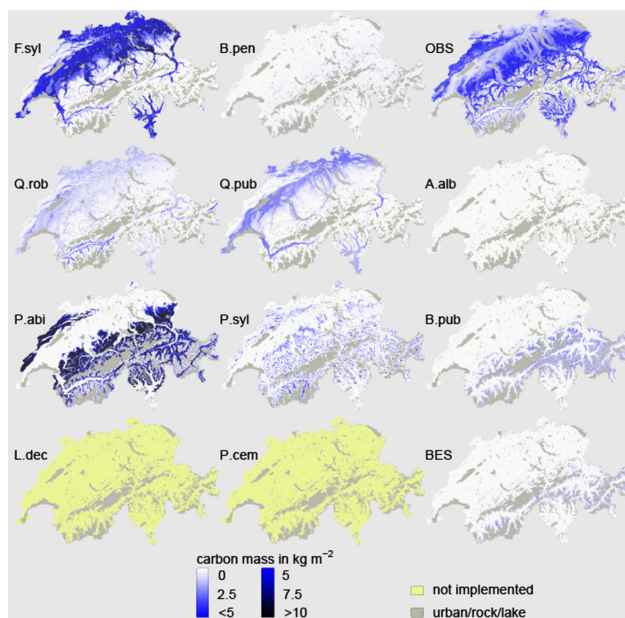 F.syl
B.pen
OBS
Q.rob
Q.pub
A.alb
P.abi
P.syl
B.pub
L.dec
P.cem
BES
carbon mass in kg m⁻²
0 5
2.5 7.5
<5 >10
not implemented
urban/rock/lake